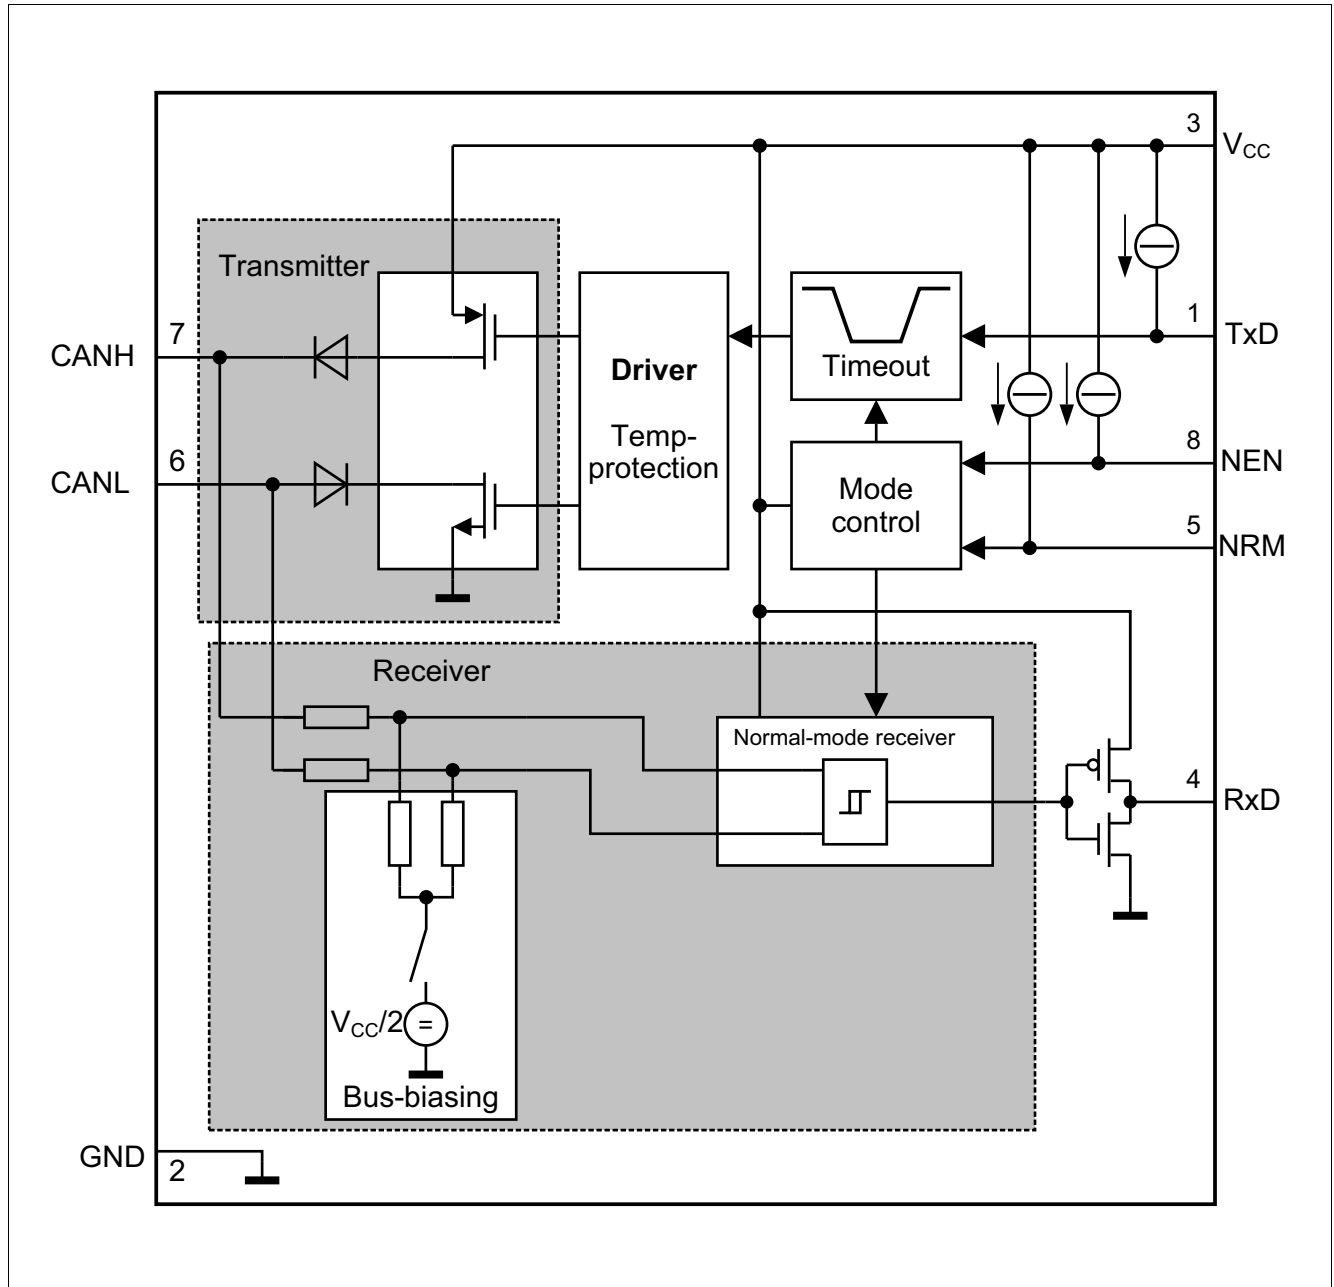 3
VCC
Transmitter
7
CANH
1
TxD
Timeout
Driver
Temp-
protection
6
CANL
8
NEN
Mode
control
5
NRM
Receiver
Normal-mode receiver
4
RxD
VCC/2
=
Bus-biasing
GND
2